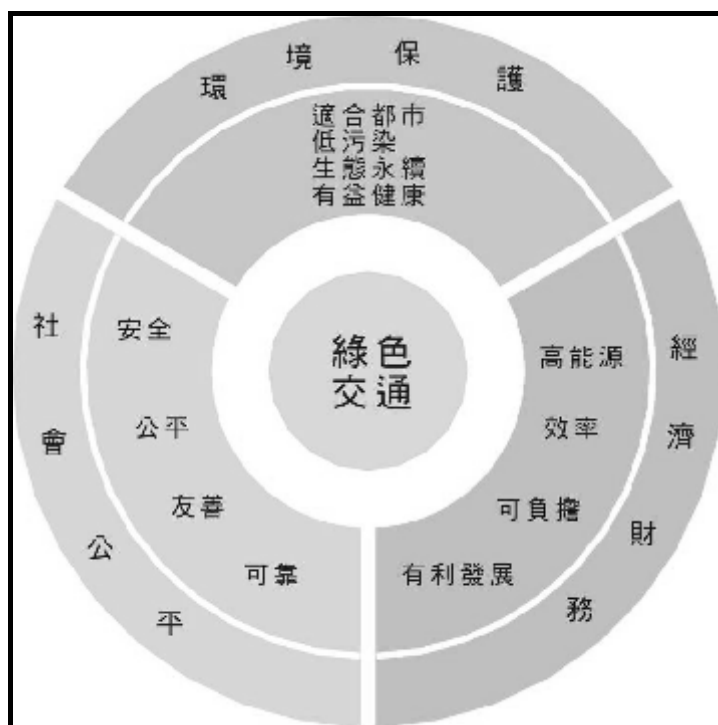 環境保護
適合都市
低污染
生態永續
有益健康
社會公平
安全
公平
友善
可靠
綠色
交通
經濟財務
高能源
效率
可負擔
有利發展